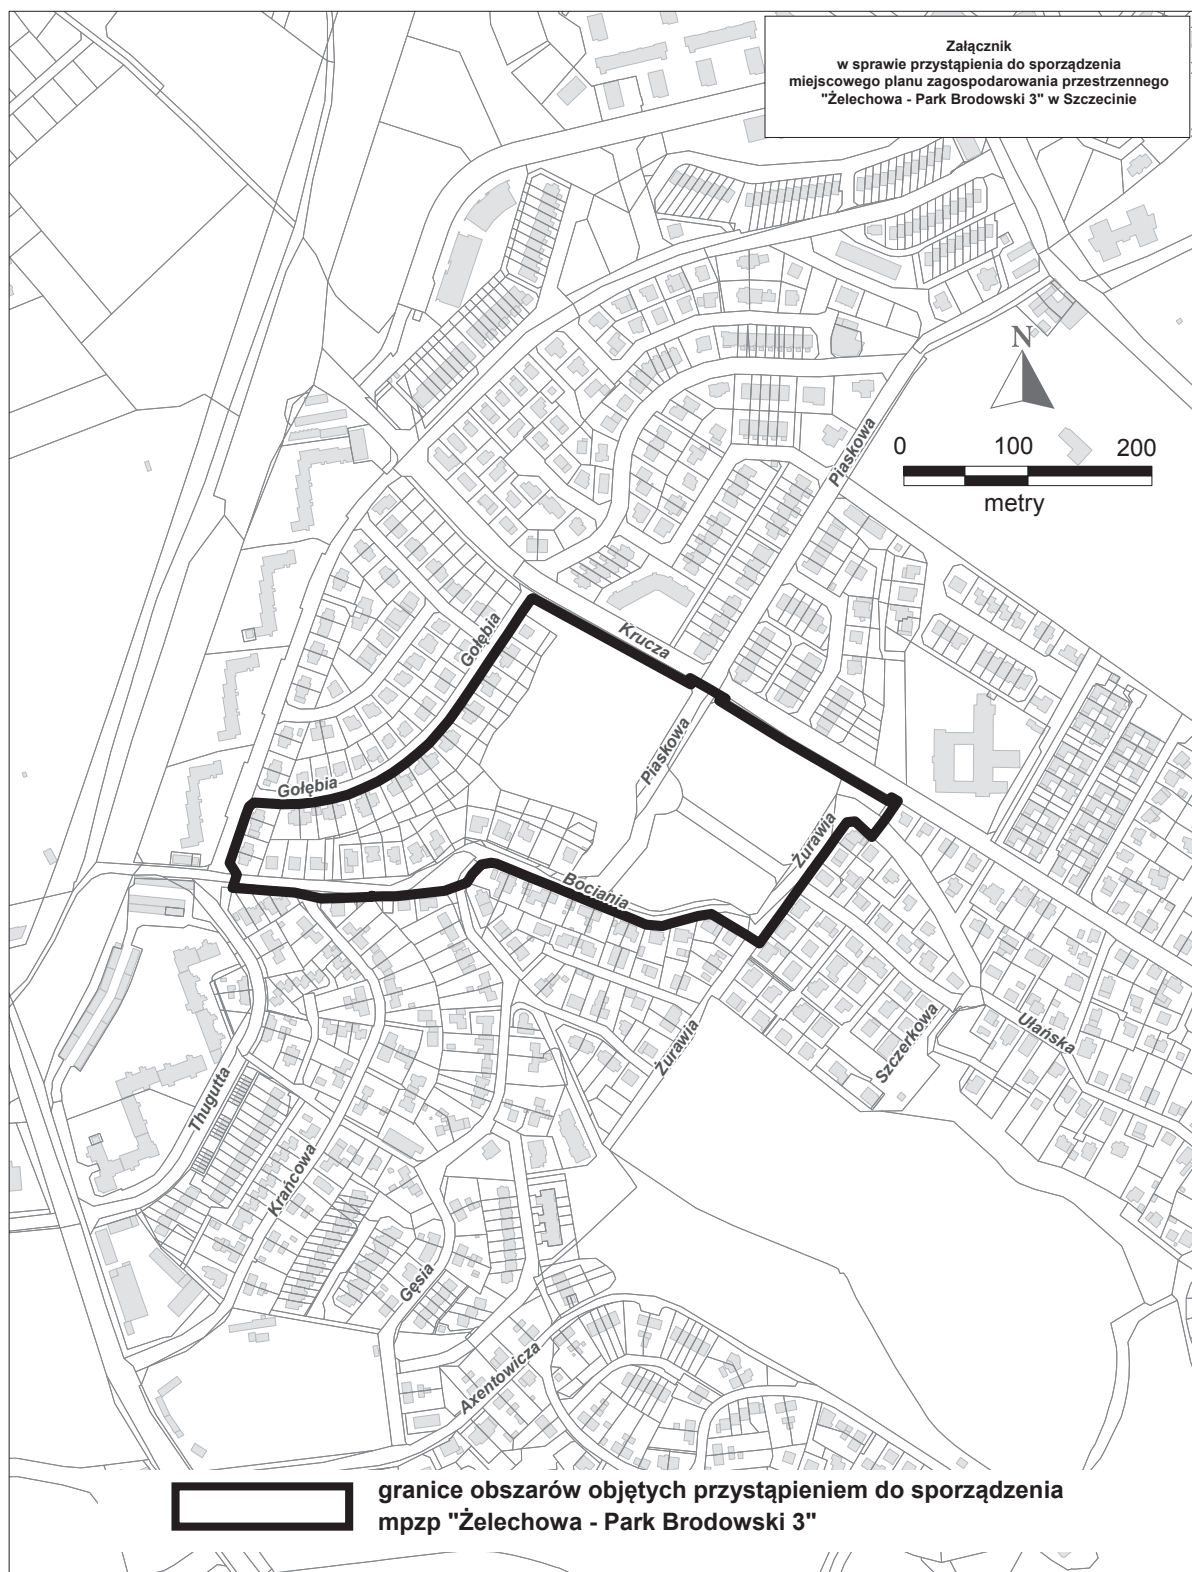 Załącznik
w sprawie przystąpienia do sporządzenia
miejscowego planu zagospodarowania przestrzennego
"Żelechowa - Park Brodowski 3" w Szczecinie
N
0 100 200
metry
Piaskowa
Krucza
Gołębia
Piaskowa
Gołębia
Żurawia
Bociania
Żurawia
Szczerkowa
Ułańska
Thugutta
Krańcowa
Gęsia
Axentowicza
granice obszarów objętych przystąpieniem do sporządzenia
mpzp "Żelechowa - Park Brodowski 3"